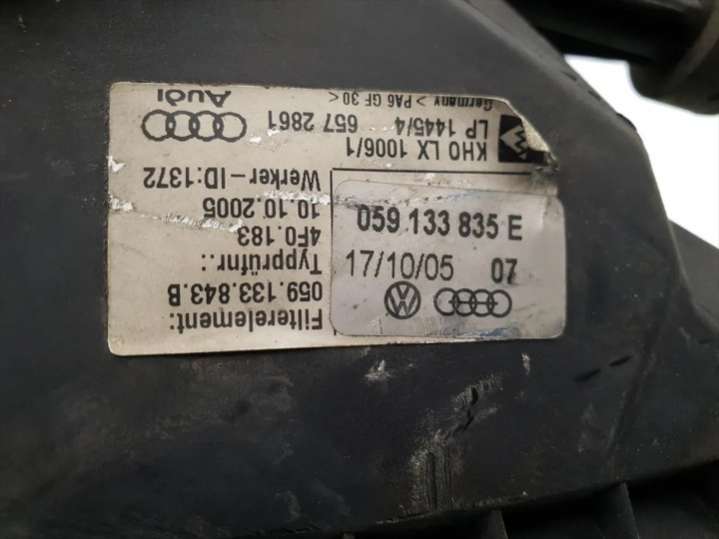 059 133 835 E
17/10/05 07
Filterelement:
059.133.843.B
Typprüfnr.:
4F0.183
10.10.2005
Werker-ID:1372
KHO LX 1006/1
LP 1445/4 657 2861
Germany > PA6 GF 30 <
Audi